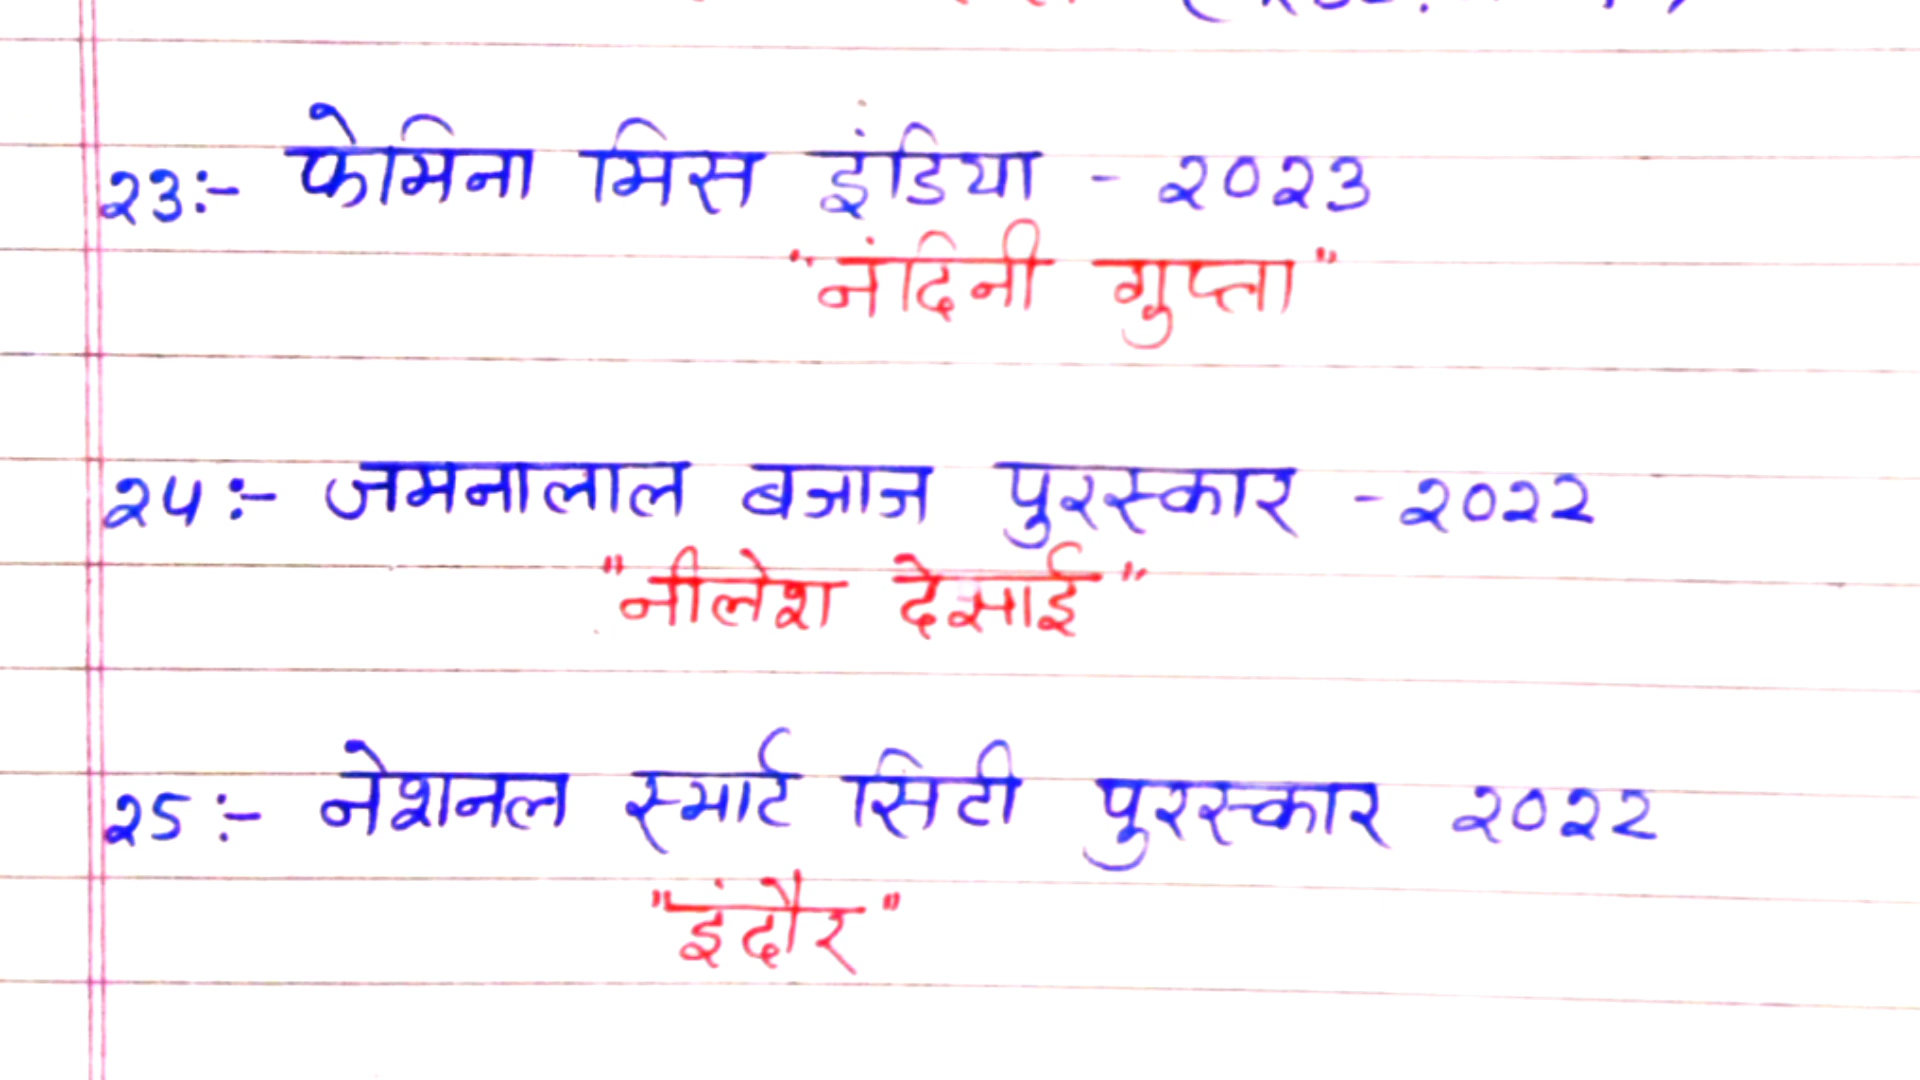 २३:- फेमिना मिस इंडिया - २०२३
"नंदिनी गुप्ता"
२४:- जमनालाल बजाज पुरस्कार - २०२२
"नीलेश देसाई"
२५:- नेशनल स्मार्ट सिटी पुरस्कार २०२२
"इंदौर"